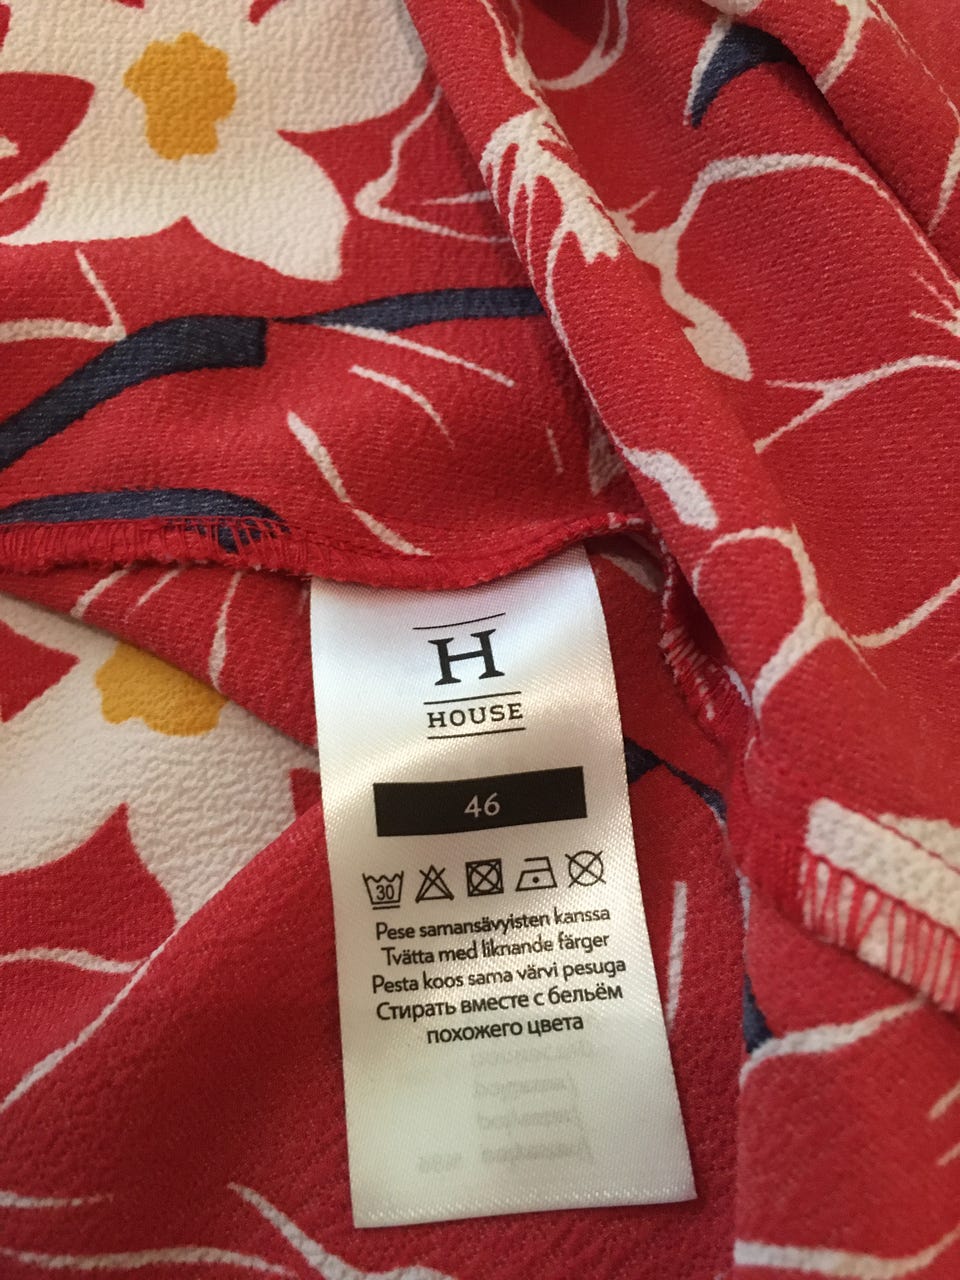 H
HOUSE
46
30
Pese samansävyisten kanssa
Tvätta med liknande färger
Pesta koos sama värvi pesuga
Стирать вместе с бельём
похожего цвета